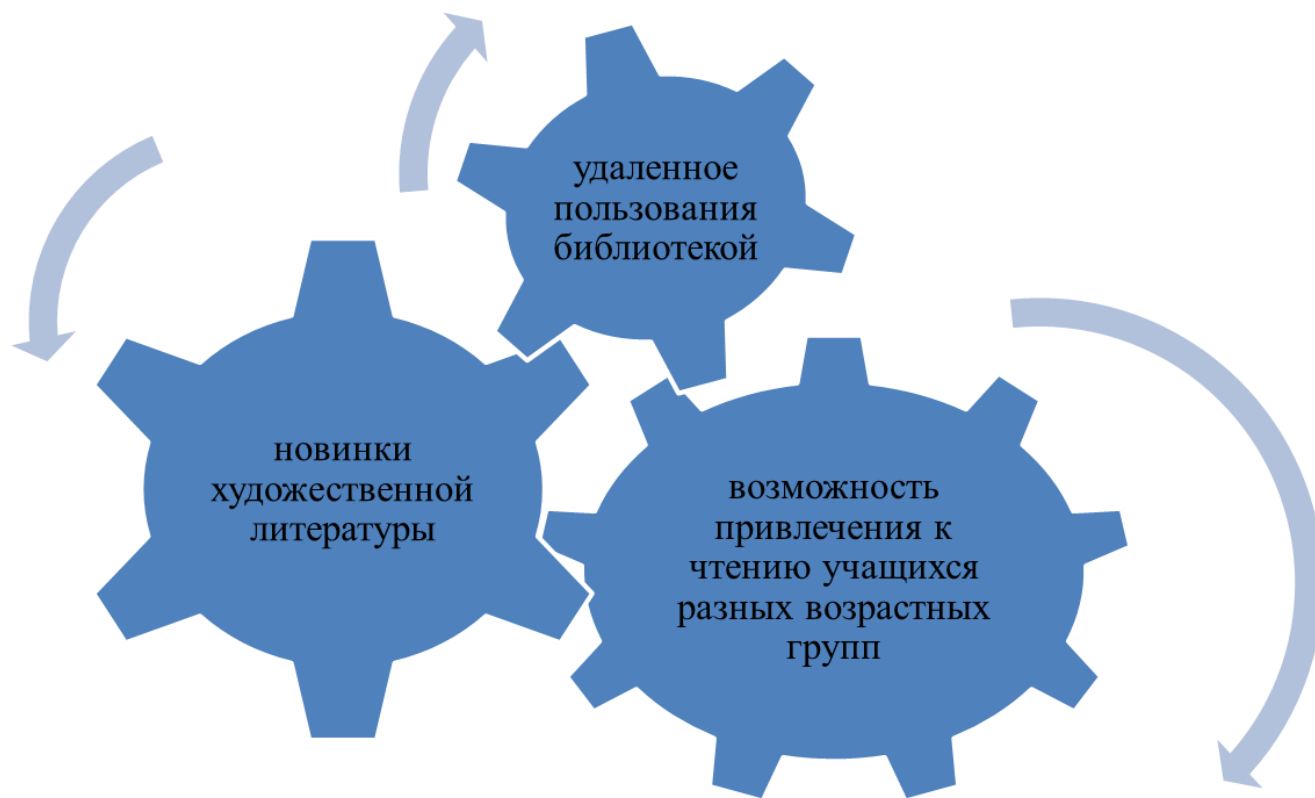 удаленное
пользования
библиотекой
новинки
художественной
литературы
возможность
привлечения к
чтению учащихся
разных возрастных
групп